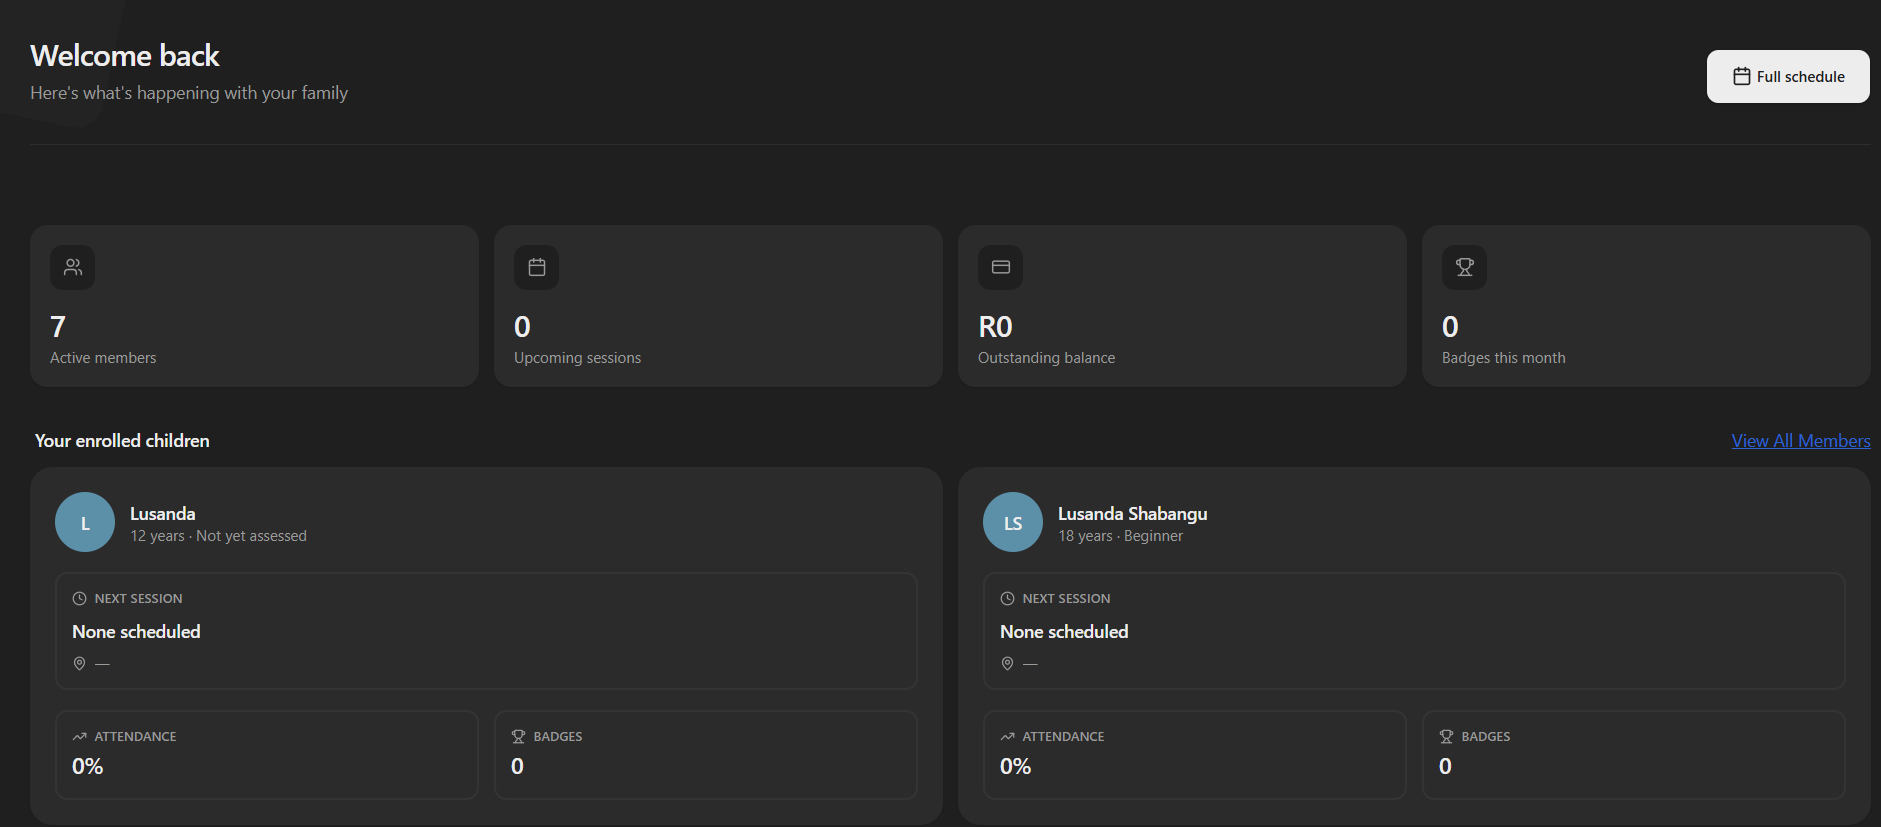 Welcome back
Here's what's happening with your family
Full schedule
7
Active members
0
Upcoming sessions
R0
Outstanding balance
0
Badges this month
Your enrolled children
View All Members
L
Lusanda
12 years · Not yet assessed
NEXT SESSION
None scheduled
—
ATTENDANCE
0%
BADGES
0
LS
Lusanda Shabangu
18 years · Beginner
NEXT SESSION
None scheduled
—
ATTENDANCE
0%
BADGES
0